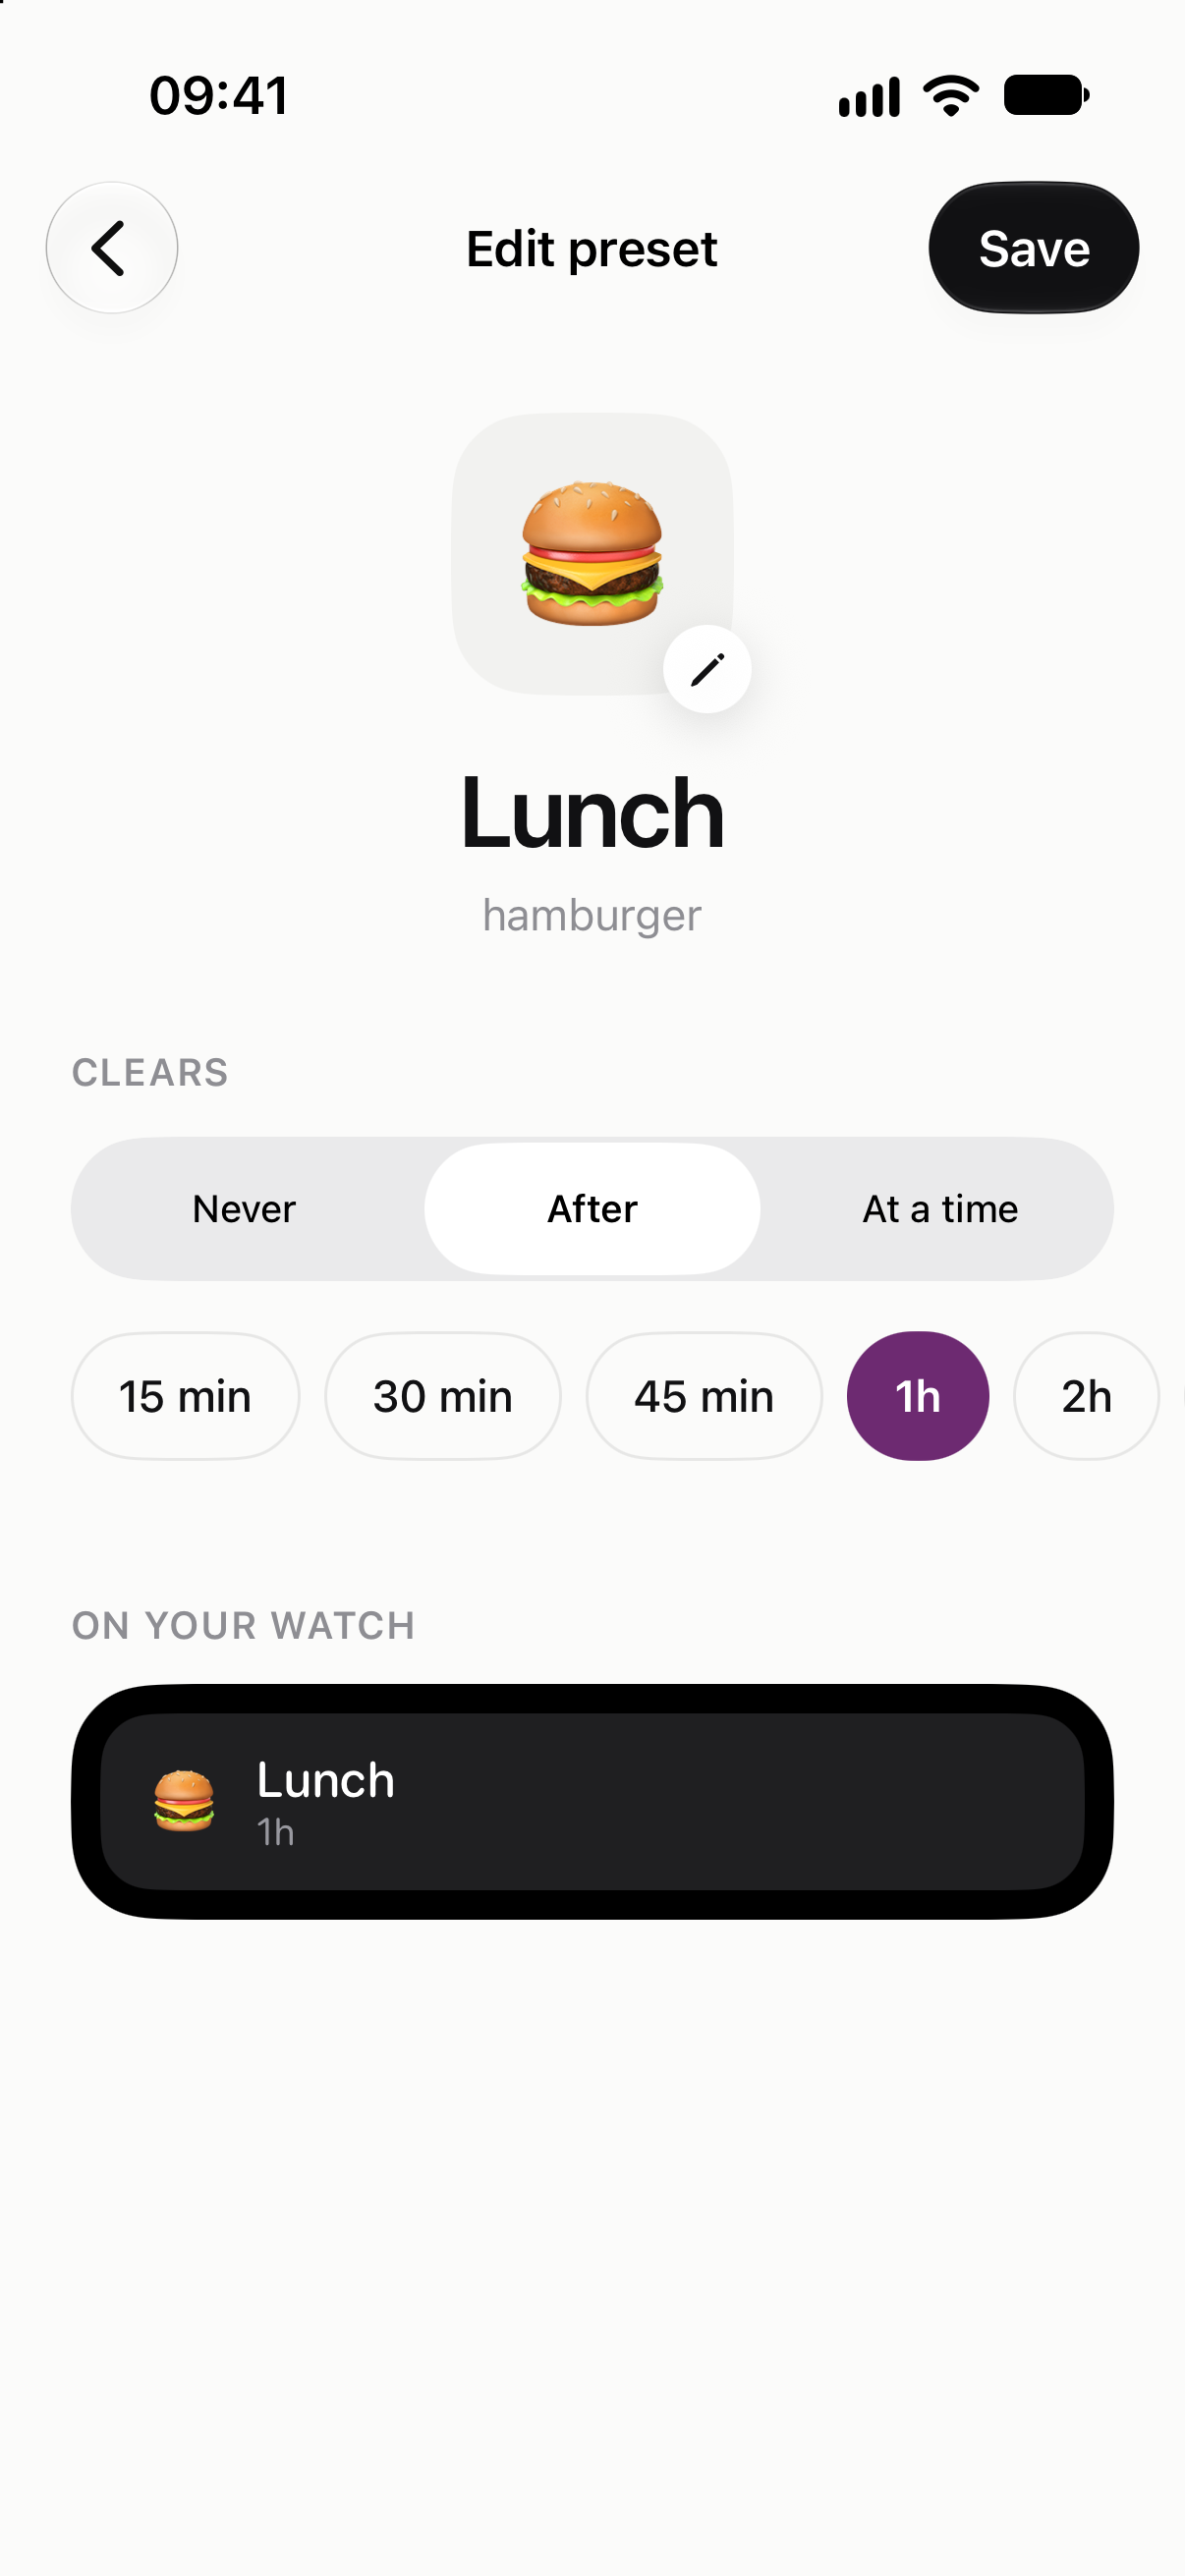 09:41
Edit preset
Save
Lunch
hamburger
CLEARS
Never
After
At a time
15 min
30 min
45 min
1h
2h
ON YOUR WATCH
Lunch
1h